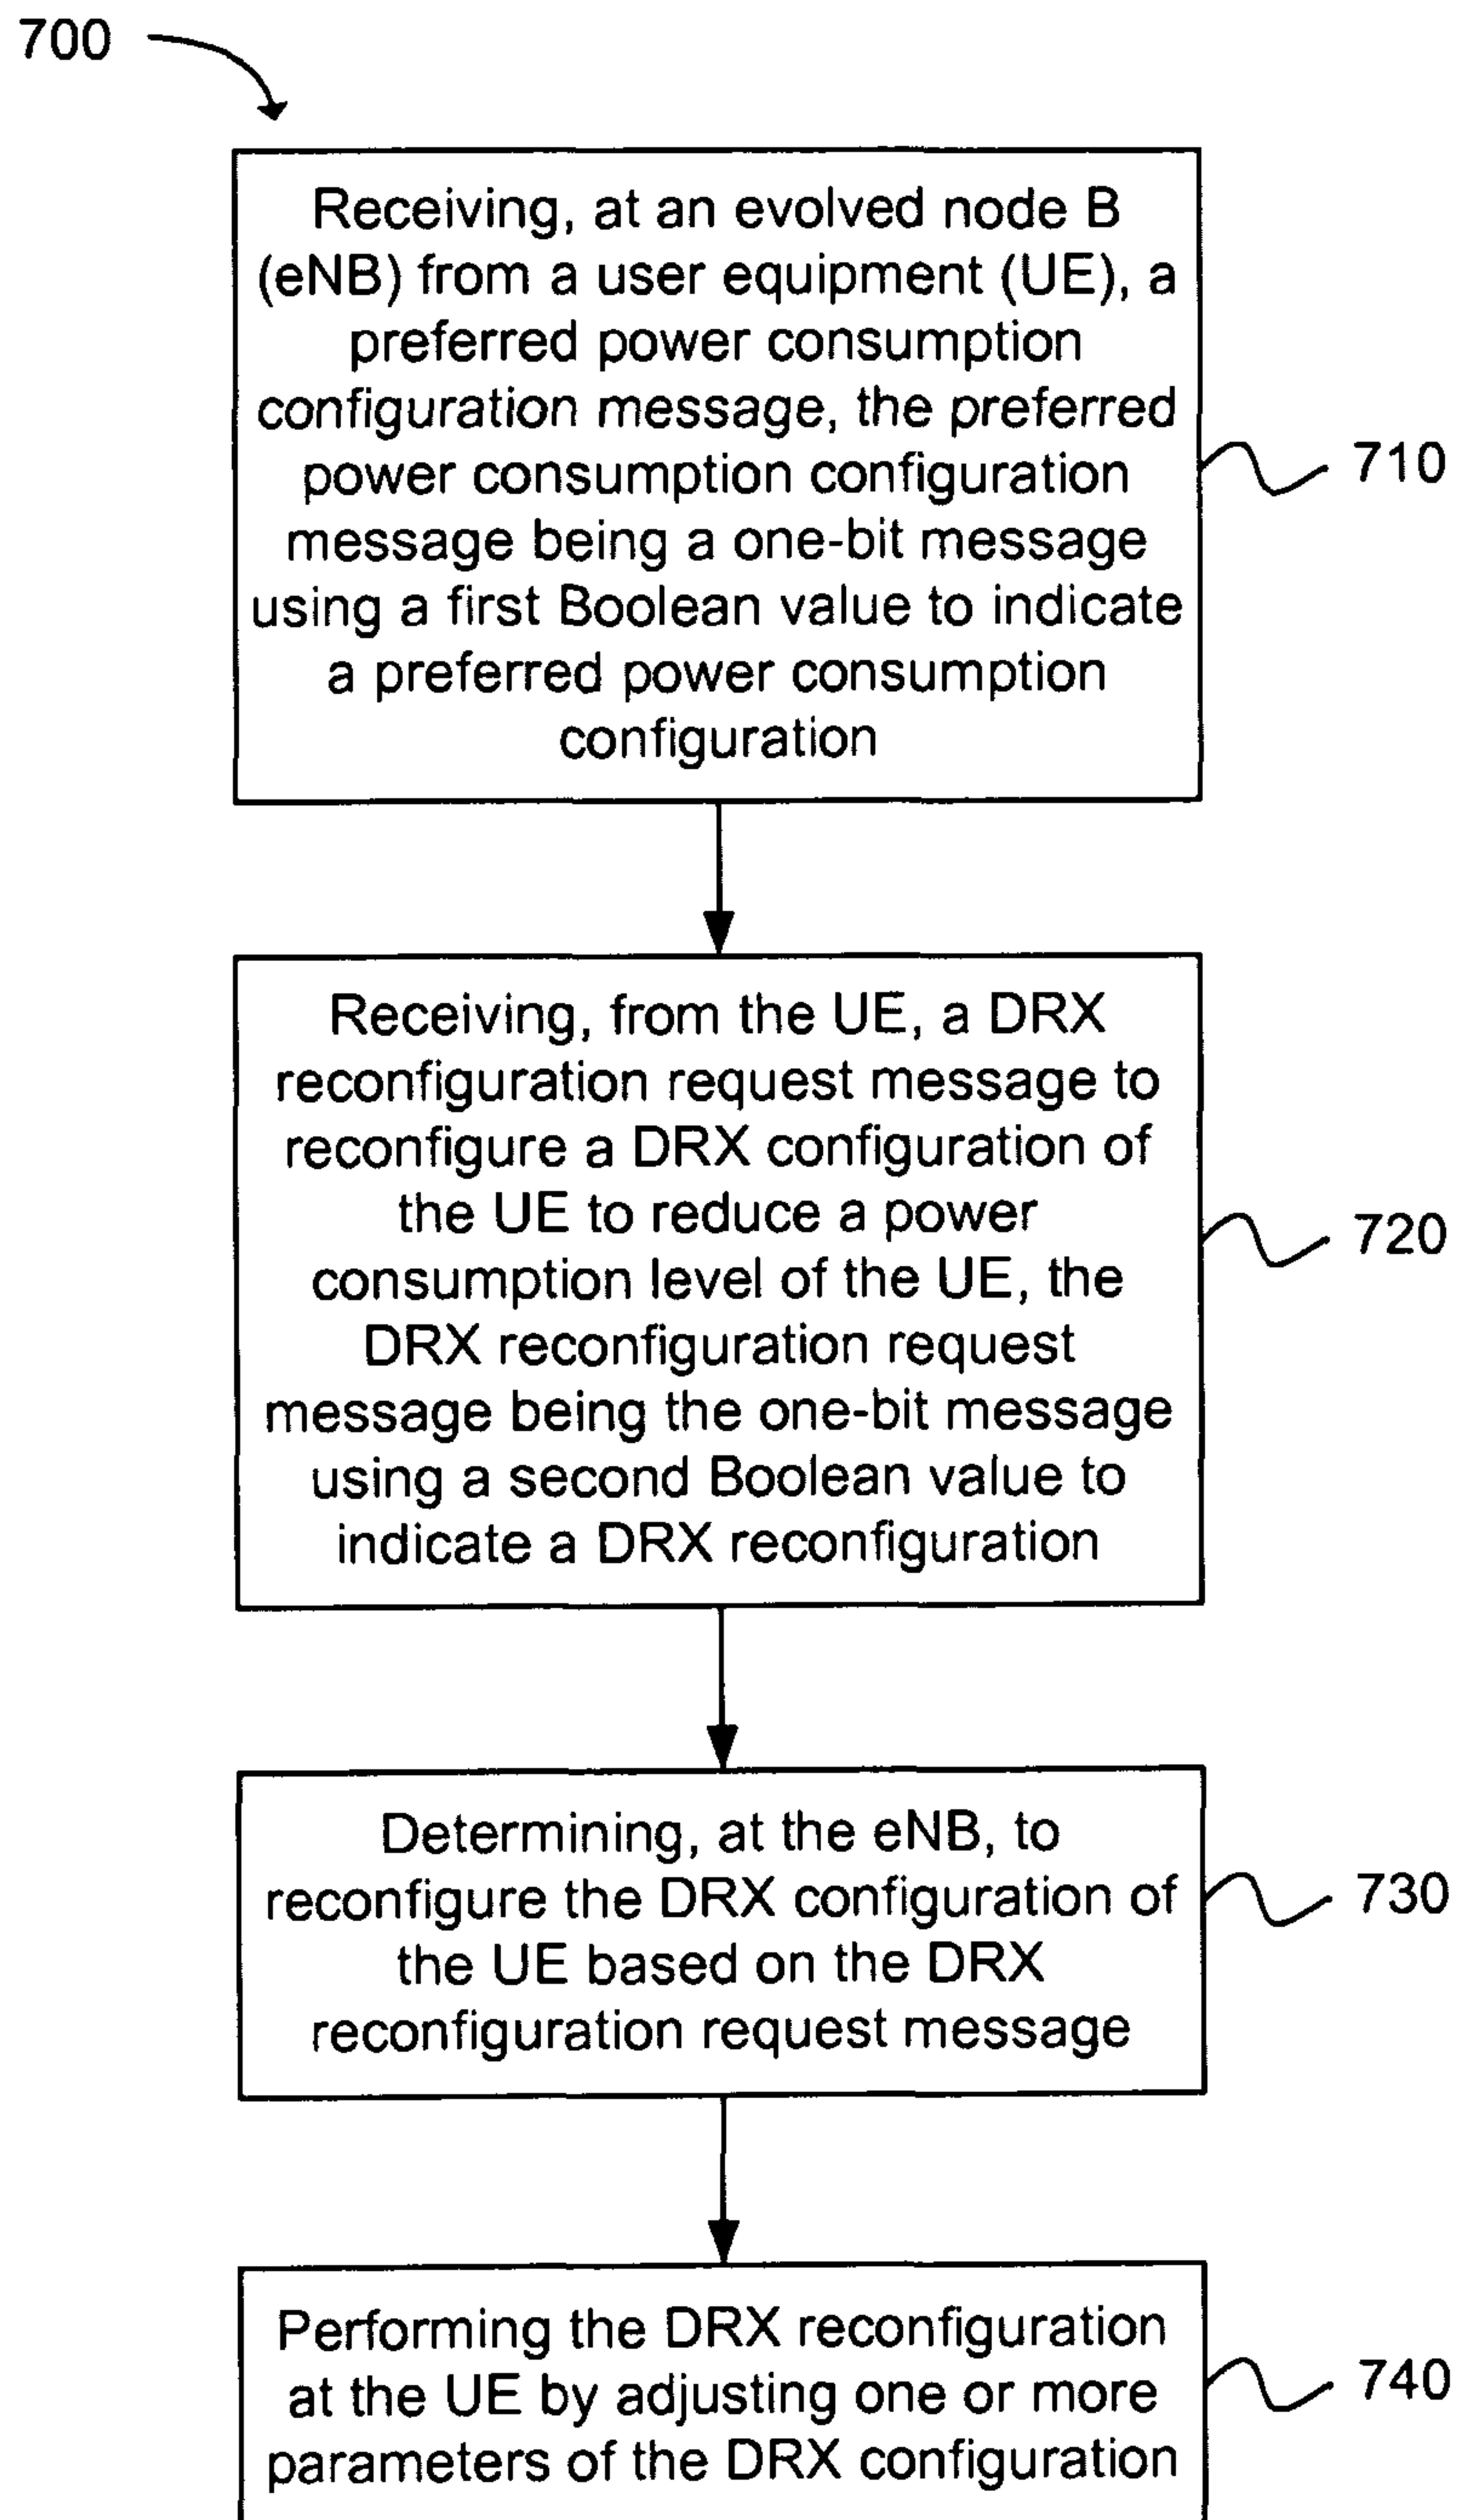 700
Receiving, at an evolved node B
(eNB) from a user equipment (UE), a
preferred power consumption
configuration message, the preferred
power consumption configuration
message being a one-bit message
using a first Boolean value to indicate
a preferred power consumption
configuration
710
Receiving, from the UE, a DRX
reconfiguration request message to
reconfigure a DRX configuration of
the UE to reduce a power
consumption level of the UE, the
DRX reconfiguration request
message being the one-bit message
using a second Boolean value to
indicate a DRX reconfiguration
720
Determining, at the eNB, to
reconfigure the DRX configuration of
the UE based on the DRX
reconfiguration request message
730
Performing the DRX reconfiguration
at the UE by adjusting one or more
parameters of the DRX configuration
740